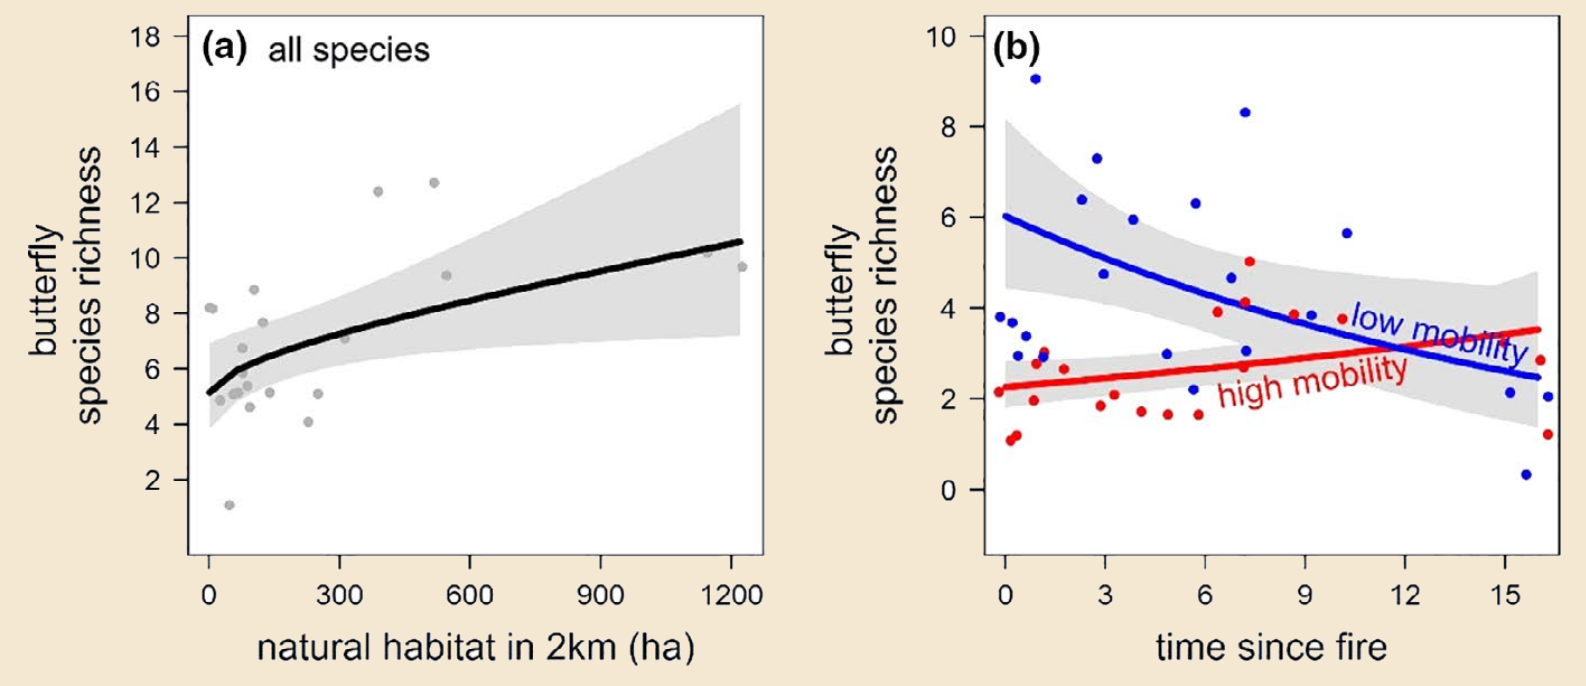 (a) all species
18
16
14
12
10
8
6
4
2
butterfly
species richness
0 300 600 900 1200
natural habitat in 2km (ha)
(b)
10
8
6
4
2
0
butterfly
species richness
low mobility
high mobility
0 3 6 9 12 15
time since fire